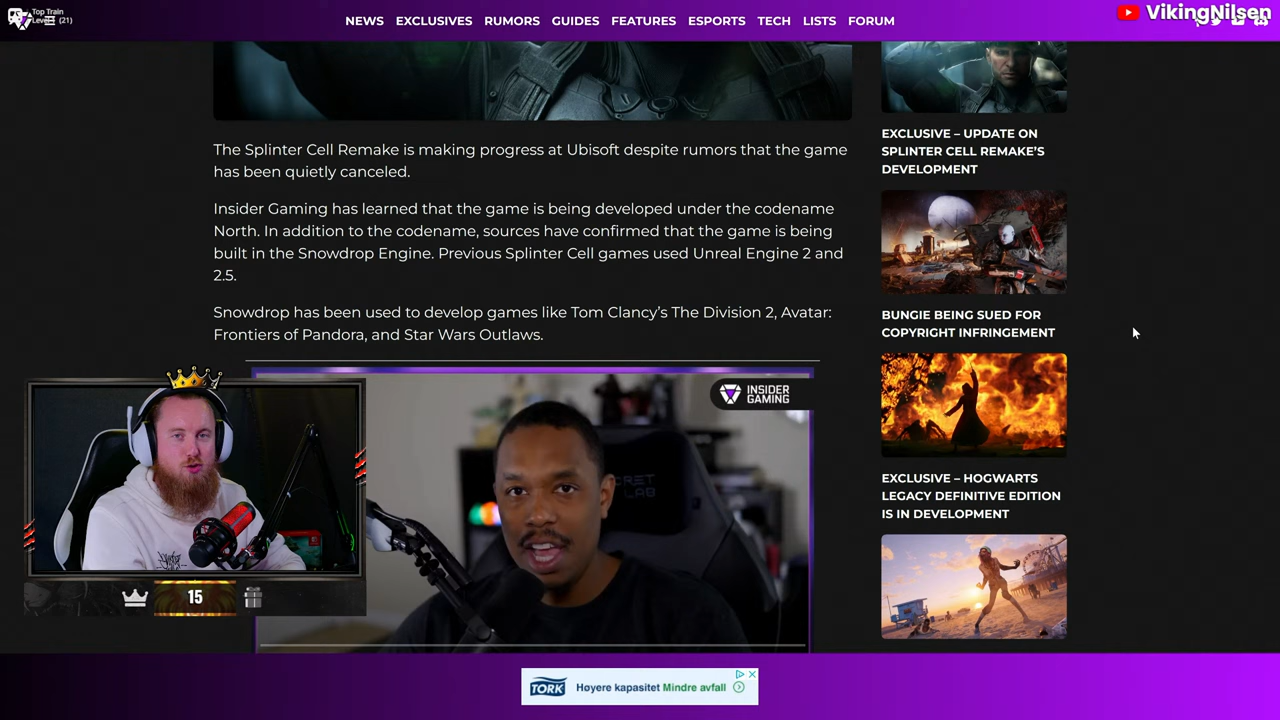 Top Train
Level 1 (21)
NEWS EXCLUSIVES RUMORS GUIDES FEATURES ESPORTS TECH LISTS FORUM
VikingNilsen
The Splinter Cell Remake is making progress at Ubisoft despite rumors that the game
has been quietly canceled.
Insider Gaming has learned that the game is being developed under the codename
North. In addition to the codename, sources have confirmed that the game is being
built in the Snowdrop Engine. Previous Splinter Cell games used Unreal Engine 2 and
2.5.
Snowdrop has been used to develop games like Tom Clancy’s The Division 2, Avatar:
Frontiers of Pandora, and Star Wars Outlaws.
INSIDER
GAMING
15
EXCLUSIVE – UPDATE ON
SPLINTER CELL REMAKE’S
DEVELOPMENT
BUNGIE BEING SUED FOR
COPYRIGHT INFRINGEMENT
EXCLUSIVE – HOGWARTS
LEGACY DEFINITIVE EDITION
IS IN DEVELOPMENT
TORK Høyere kapasitet Mindre avfall